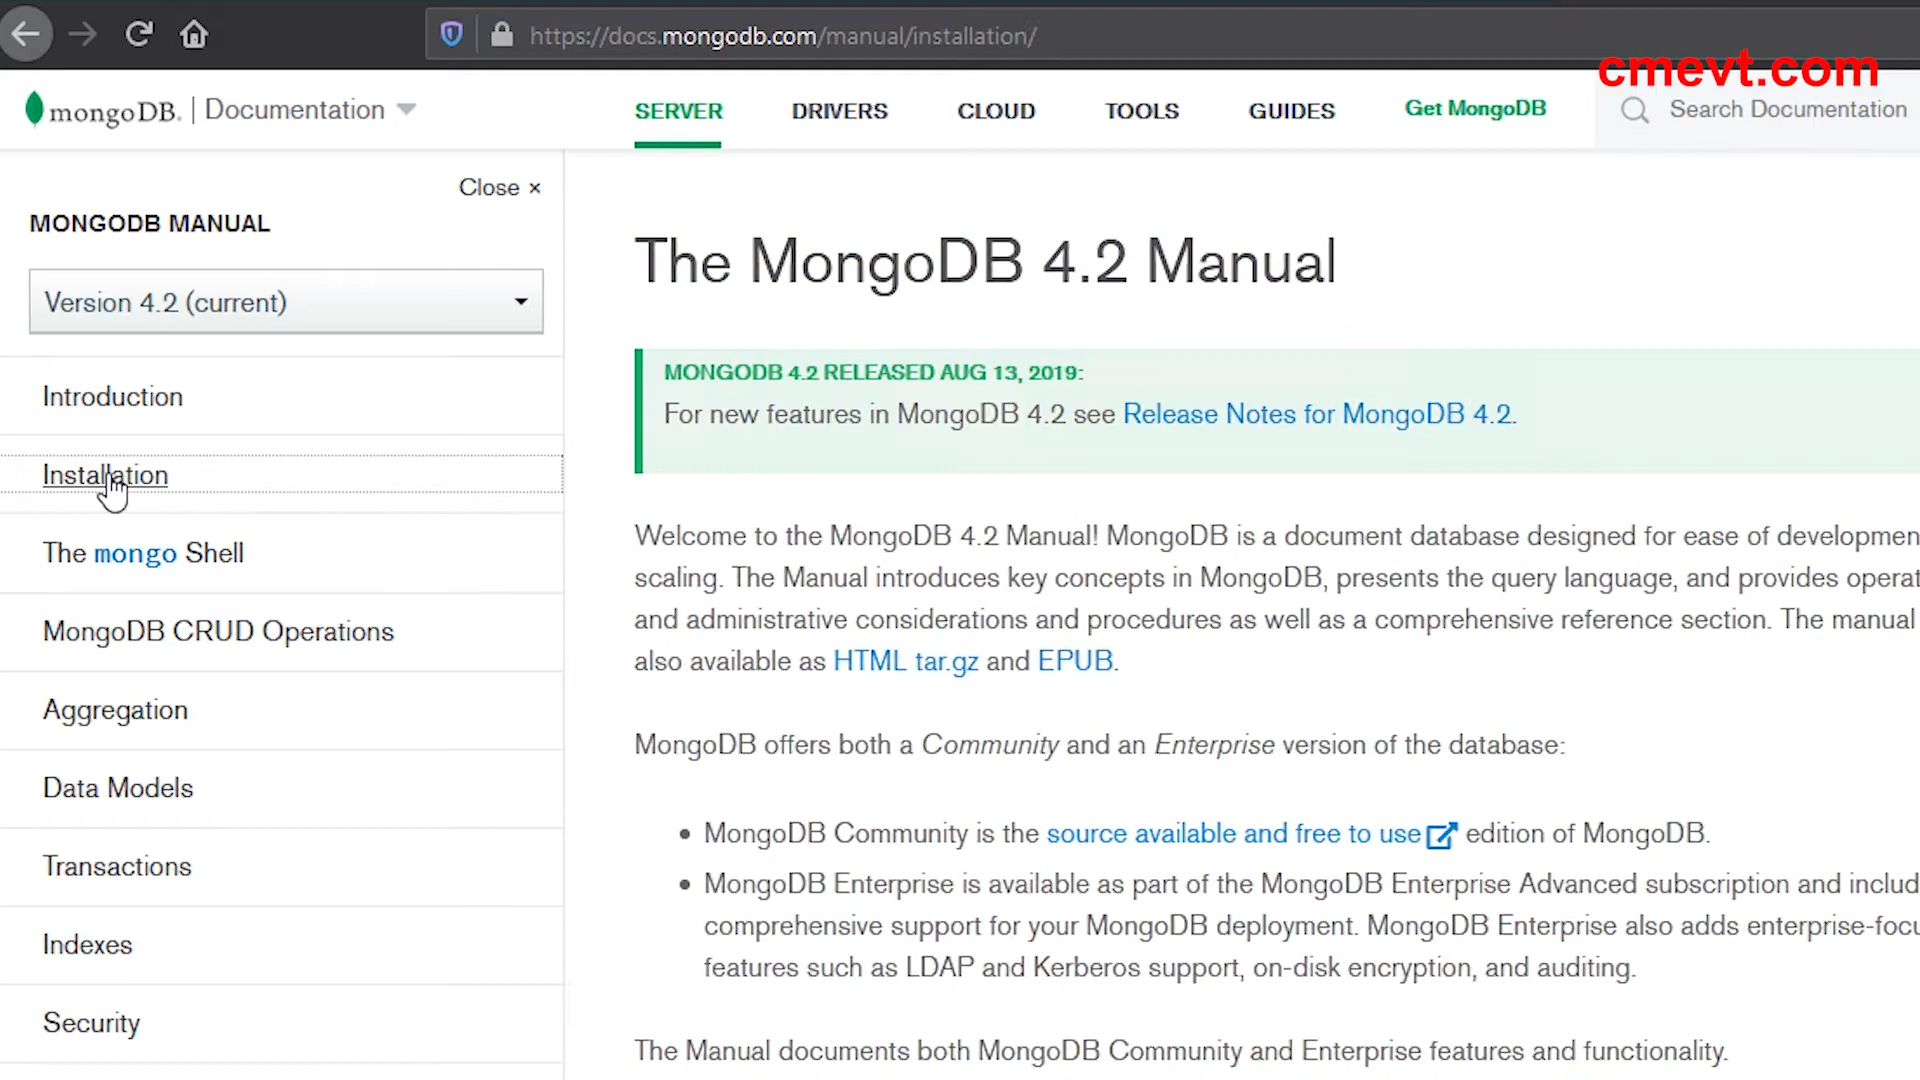 https://docs.mongodb.com/manual/installation/
cmevt.com
mongoDB. | Documentation
SERVER
DRIVERS
CLOUD
TOOLS
GUIDES
Get MongoDB
Search Documentation
Close ×
MONGODB MANUAL
Version 4.2 (current)
Introduction
Installation
The mongo Shell
MongoDB CRUD Operations
Aggregation
Data Models
Transactions
Indexes
Security
The MongoDB 4.2 Manual
MONGODB 4.2 RELEASED AUG 13, 2019:
For new features in MongoDB 4.2 see Release Notes for MongoDB 4.2.
Welcome to the MongoDB 4.2 Manual! MongoDB is a document database designed for ease of developmen
scaling. The Manual introduces key concepts in MongoDB, presents the query language, and provides operat
and administrative considerations and procedures as well as a comprehensive reference section. The manual
also available as HTML tar.gz and EPUB.
MongoDB offers both a Community and an Enterprise version of the database:
• MongoDB Community is the source available and free to use edition of MongoDB.
• MongoDB Enterprise is available as part of the MongoDB Enterprise Advanced subscription and includ
comprehensive support for your MongoDB deployment. MongoDB Enterprise also adds enterprise-focu
features such as LDAP and Kerberos support, on-disk encryption, and auditing.
The Manual documents both MongoDB Community and Enterprise features and functionality.